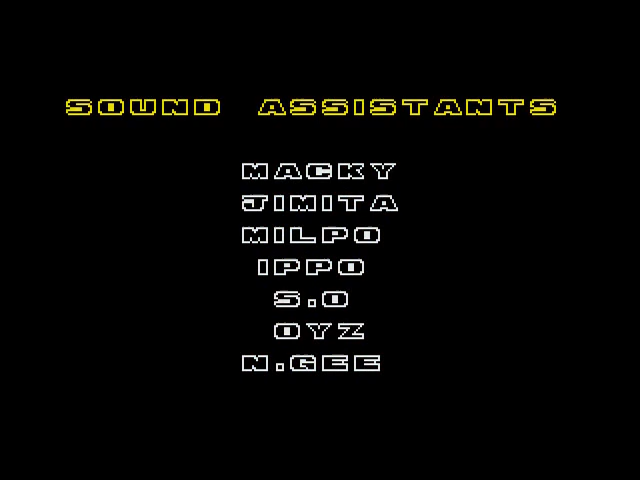 SOUND ASSISTANTS
MACKY
JIMITA
MILPO
IPPO
S.O
OYZ
N.GEE